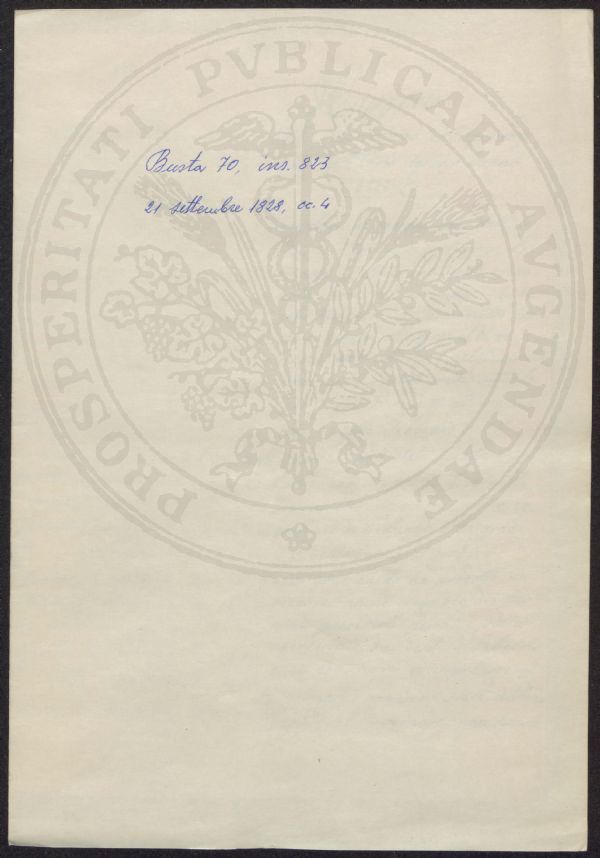 PROSPERITATI PVBLICAE AVGENDAE
Busta 70, ins. 823
21 settembre 1828, cc. 4